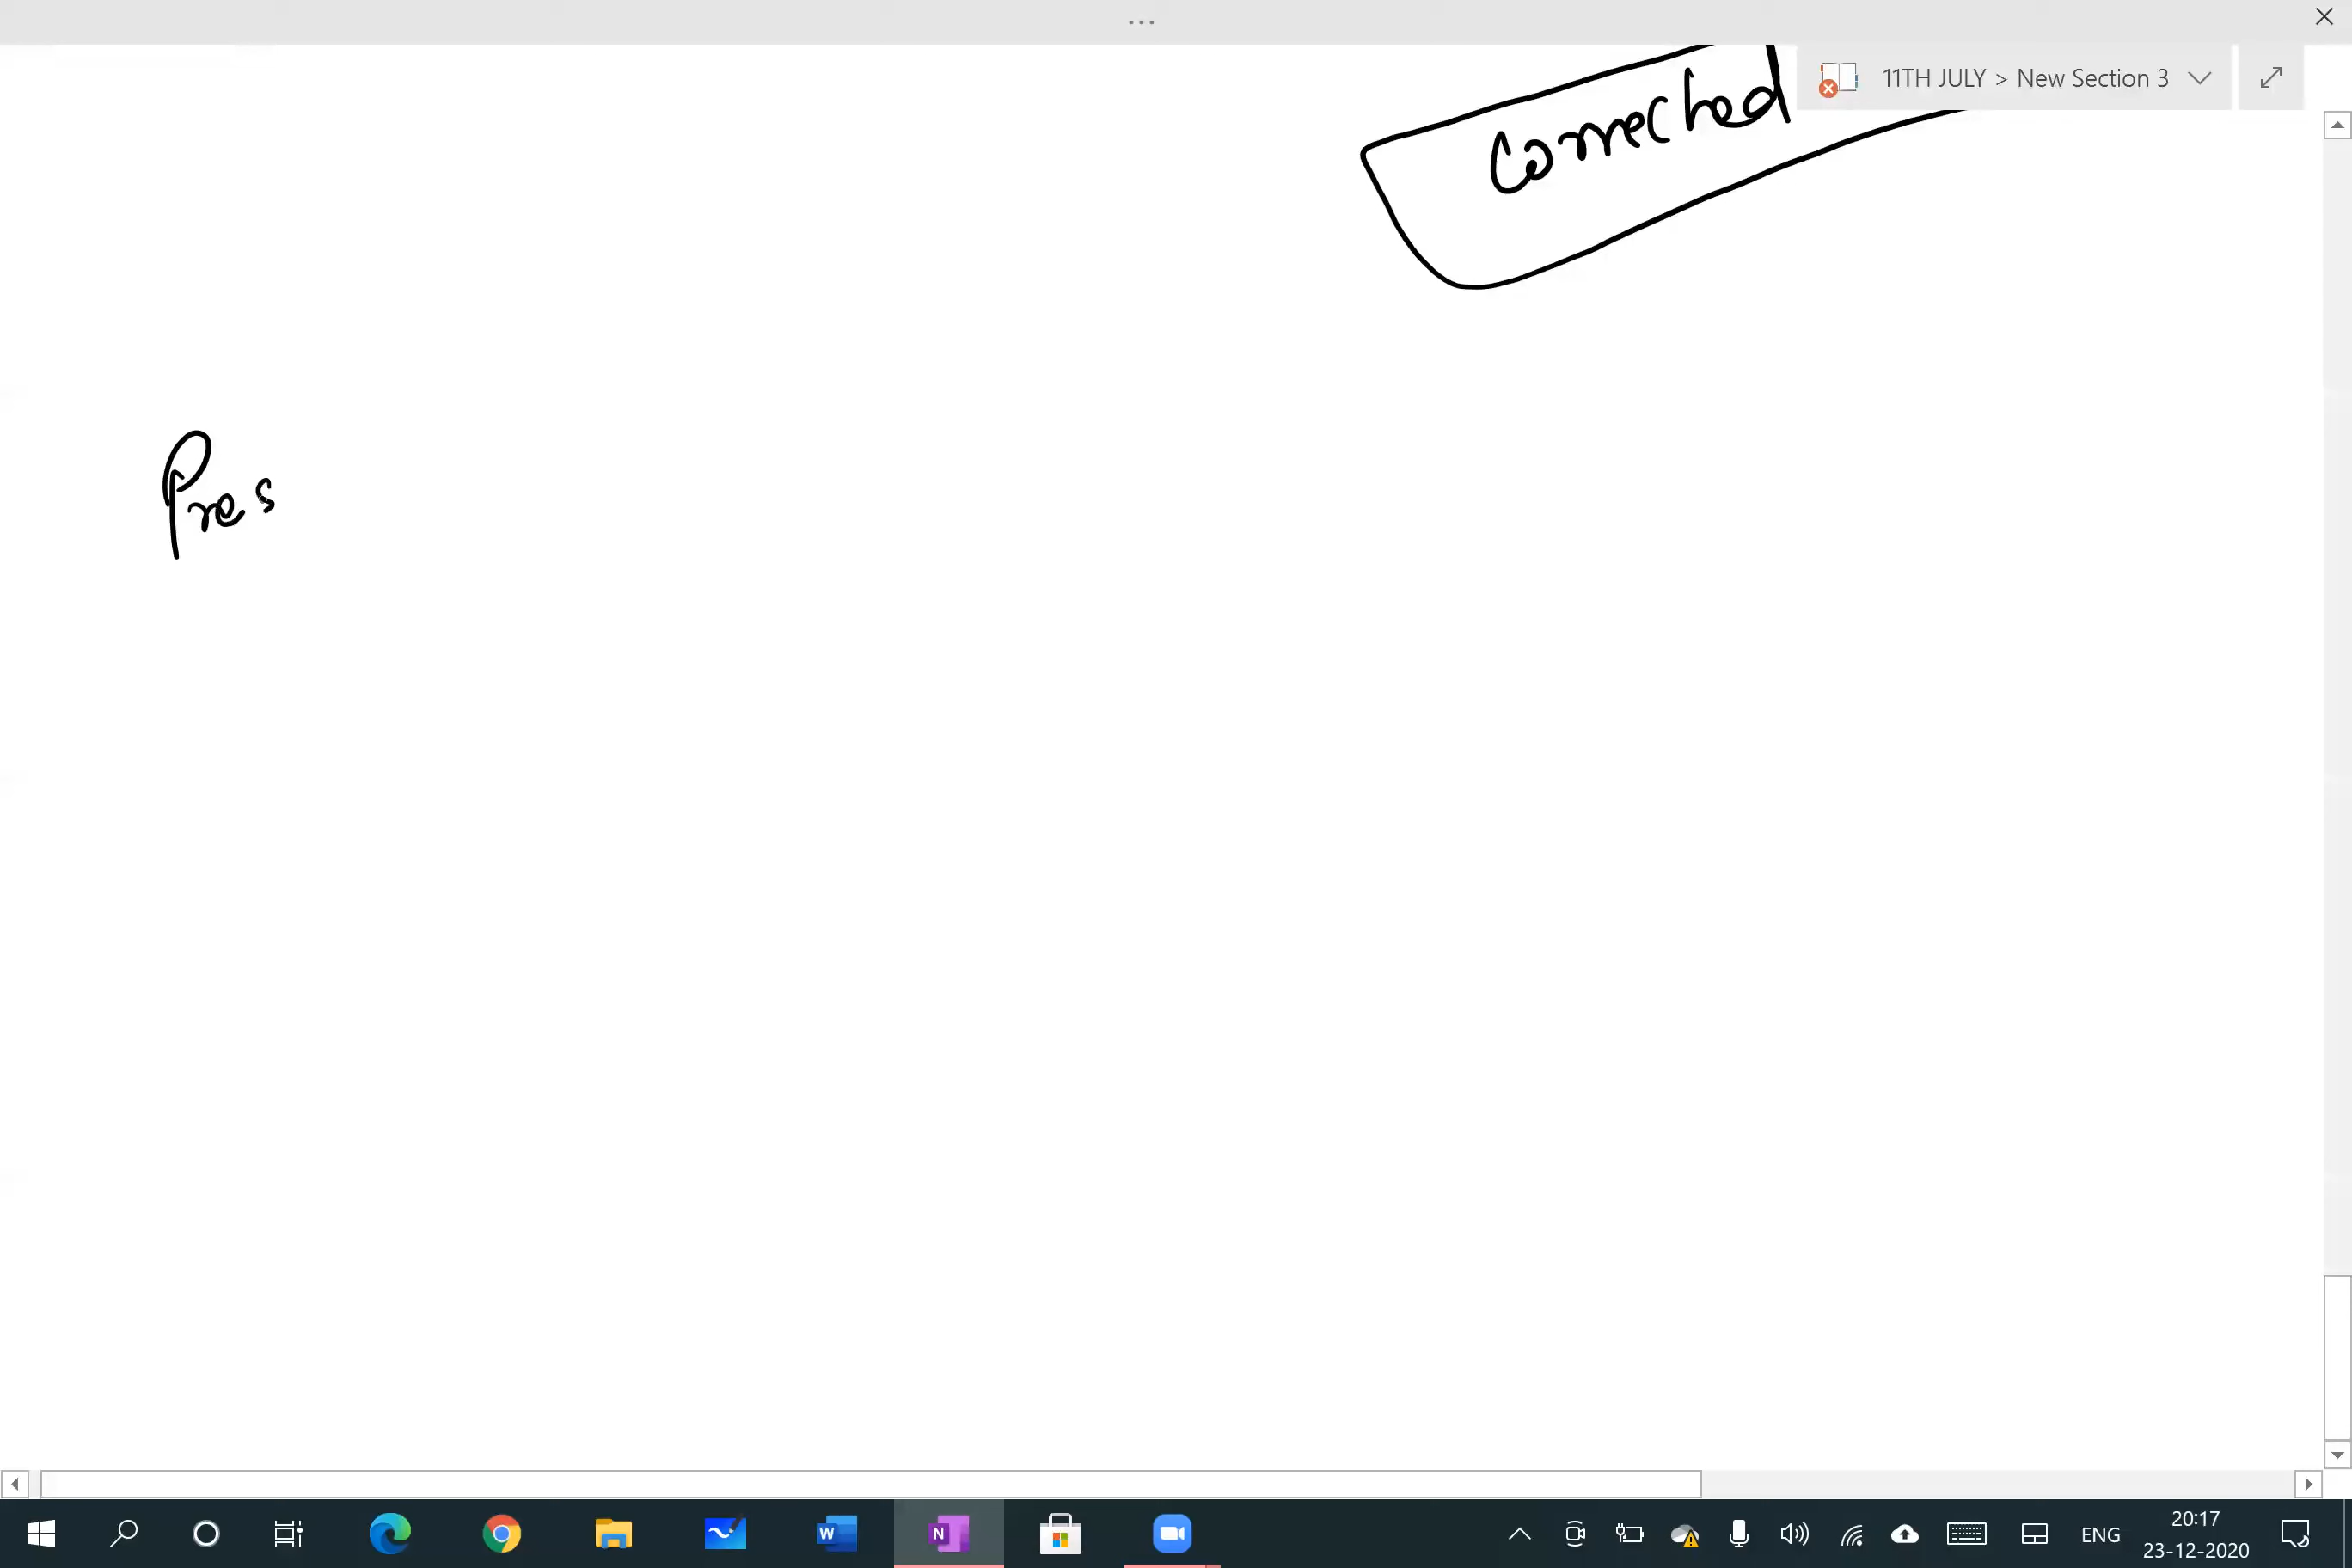 11TH JULY > New Section 3
Corrected
Pres
ENG
20:17
23-12-2020